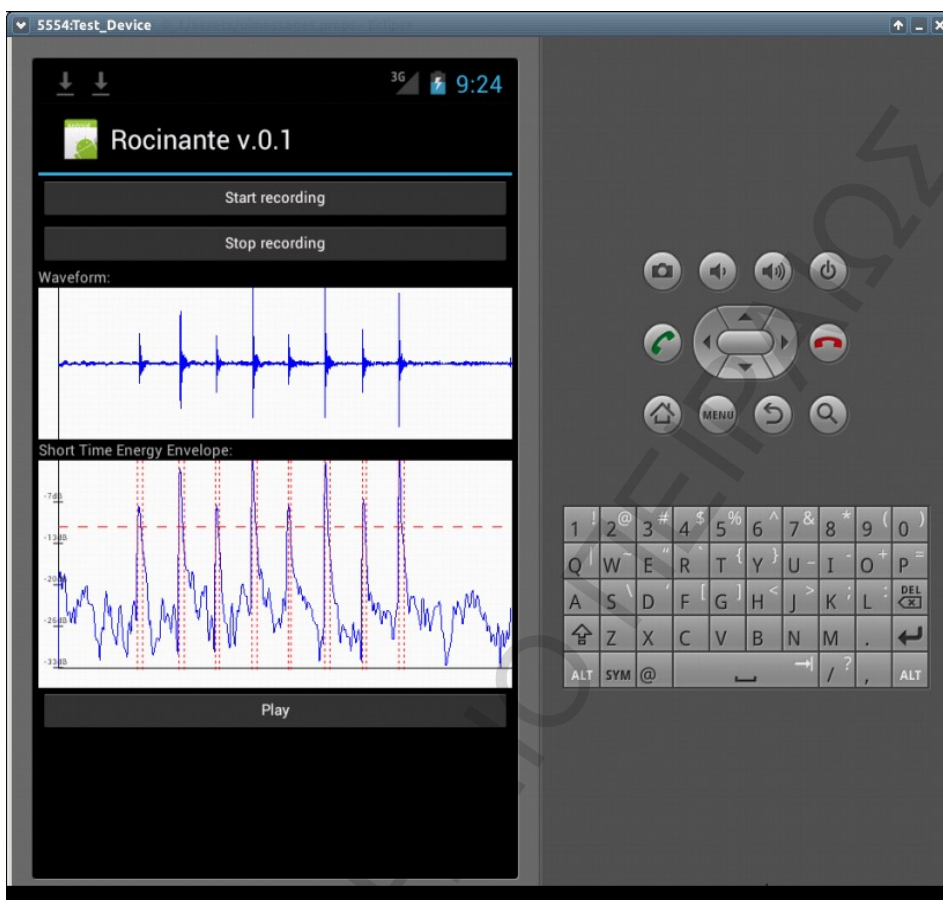 5554:Test_Device
3G 9:24
Rocinante v.0.1
Start recording
Stop recording
Waveform:
Short Time Energy Envelope:
-7dB
-13dB
-20dB
-26dB
-33dB
Play
MENU
1 ! 2 @ 3 # 4 $ 5 % 6 ^ 7 & 8 * 9 ( 0 )
Q | W ~ E " R ` T { Y } U - I - O + P =
A S \ D ' F [ G ] H < J > K ; L : DEL
Z X C V B N M .
ALT SYM @ / ? , ALT